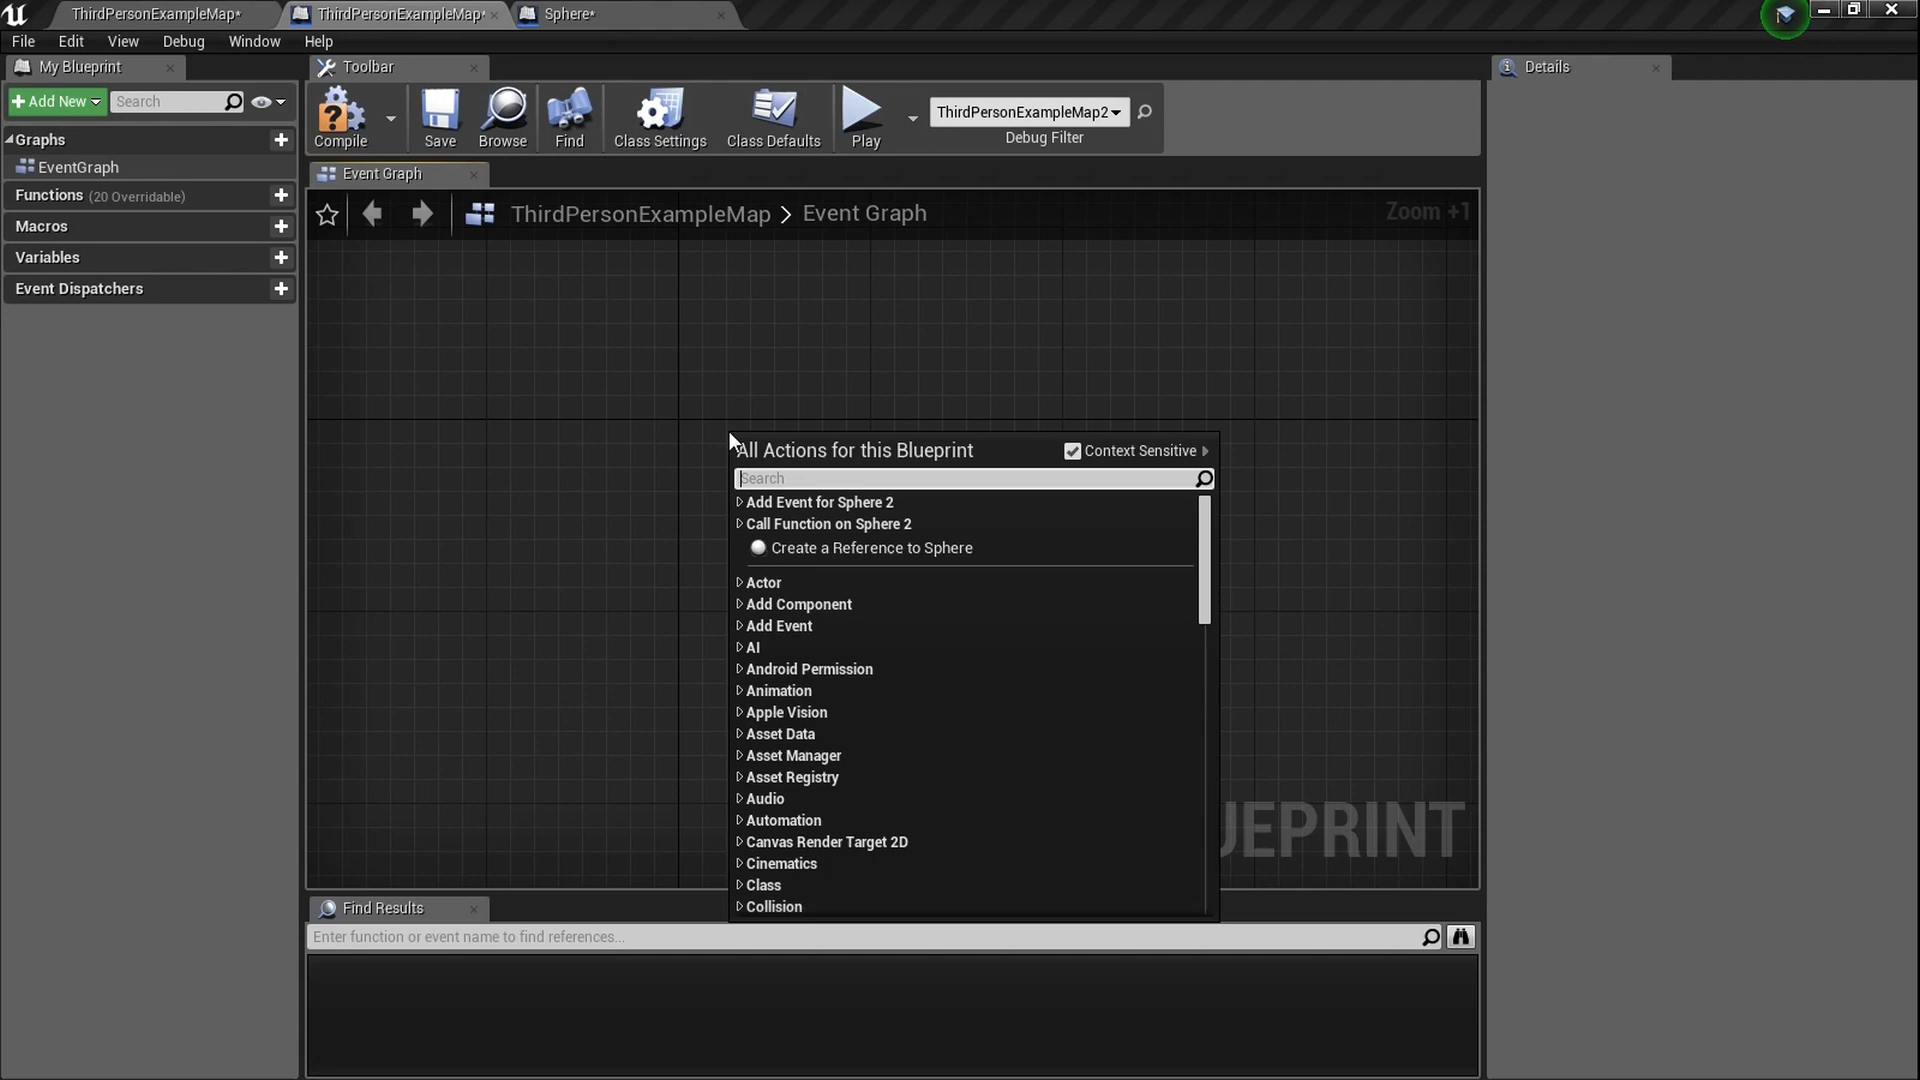 ThirdPersonExampleMap*
ThirdPersonExampleMap*
Sphere*
File Edit View Debug Window Help
My Blueprint
Toolbar
Details
Add New
Search
Compile
Save
Browse
Find
Class Settings
Class Defaults
Play
ThirdPersonExampleMap2
Debug Filter
Graphs
EventGraph
Functions (20 Overridable)
Macros
Variables
Event Dispatchers
Event Graph
ThirdPersonExampleMap > Event Graph
Zoom +1
All Actions for this Blueprint
Context Sensitive
Search
Add Event for Sphere 2
Call Function on Sphere 2
Create a Reference to Sphere
Actor
Add Component
Add Event
AI
Android Permission
Animation
Apple Vision
Asset Data
Asset Manager
Asset Registry
Audio
Automation
Canvas Render Target 2D
Cinematics
Class
Collision
UEPRINT
Find Results
Enter function or event name to find references...